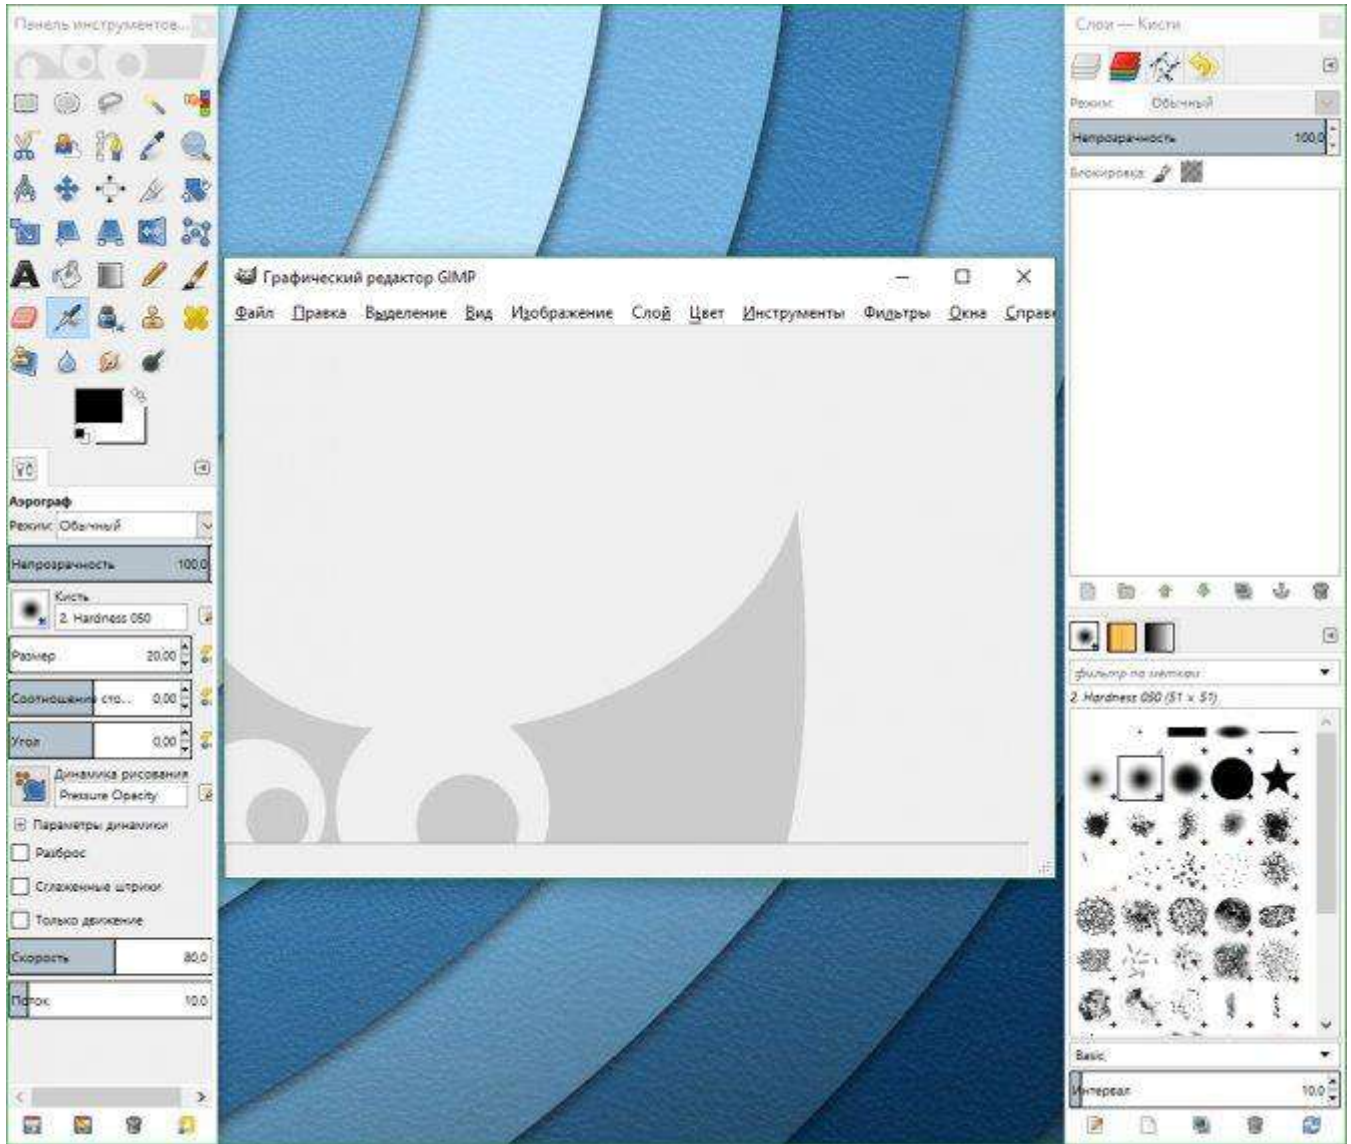 Панель инструментов...
Аэрограф
Режим: Обычный
Непрозрачность 100,0
Кисть
2. Hardness 050
Размер 20,00
Соотношение сто... 0,00
Угол 0,00
Динамика рисования
Pressure Opacity
Параметры динамики
Разброс
Сглаженные штрихи
Только движение
Скорость 80,0
Поток 10,0
Графический редактор GIMP
Файл Правка Выделение Вид Изображение Слой Цвет Инструменты Фильтры Окна Справк
Слои — Кисти
Режим: Обычный
Непрозрачность 100,0
Блокировка:
фильтр по меткам
2. Hardness 050 (51 × 51)
Basic,
Интервал 10,0